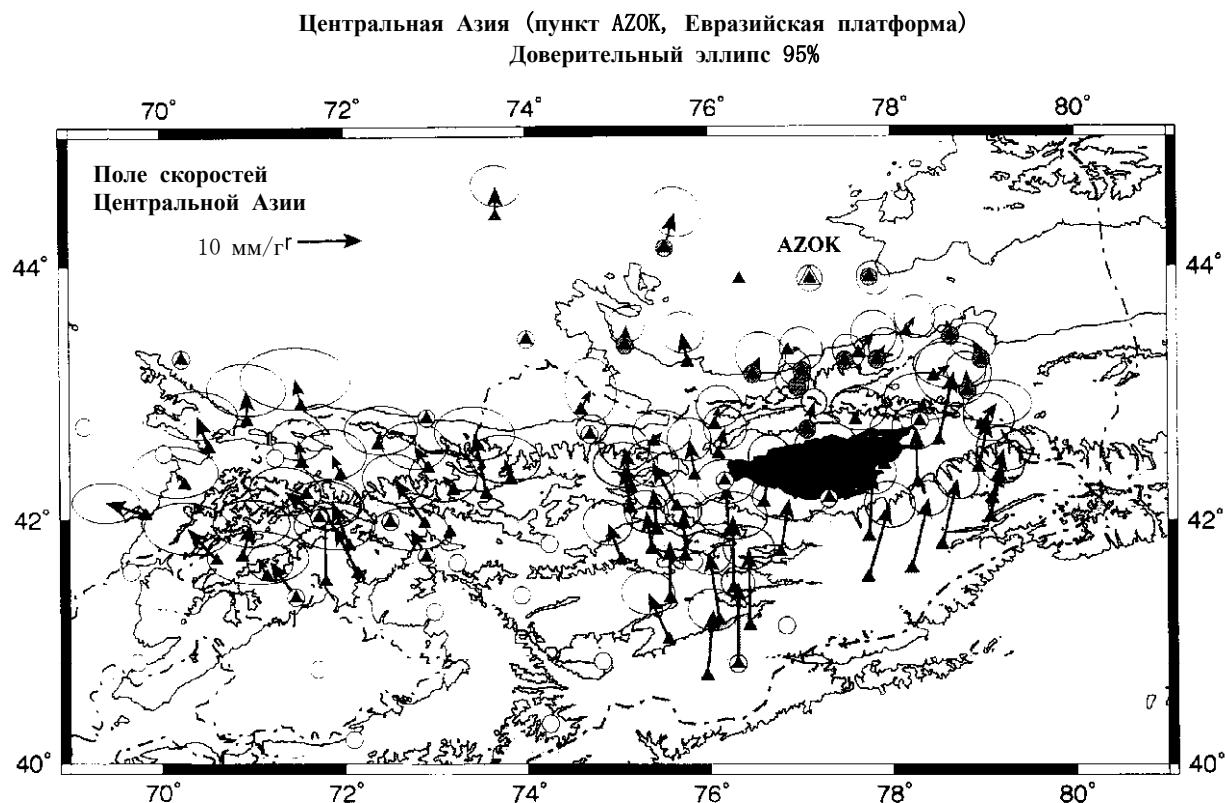 Центральная Азия (пункт AZOK, Евразийская платформа)
Доверительный эллипс 95%
70° 72° 74° 76° 78° 80°
Поле скоростей
Центральной Азии
10 мм/гг
AZOK
44° 44°
42° 42°
40° 40°
70° 72° 74° 76° 78° 80°